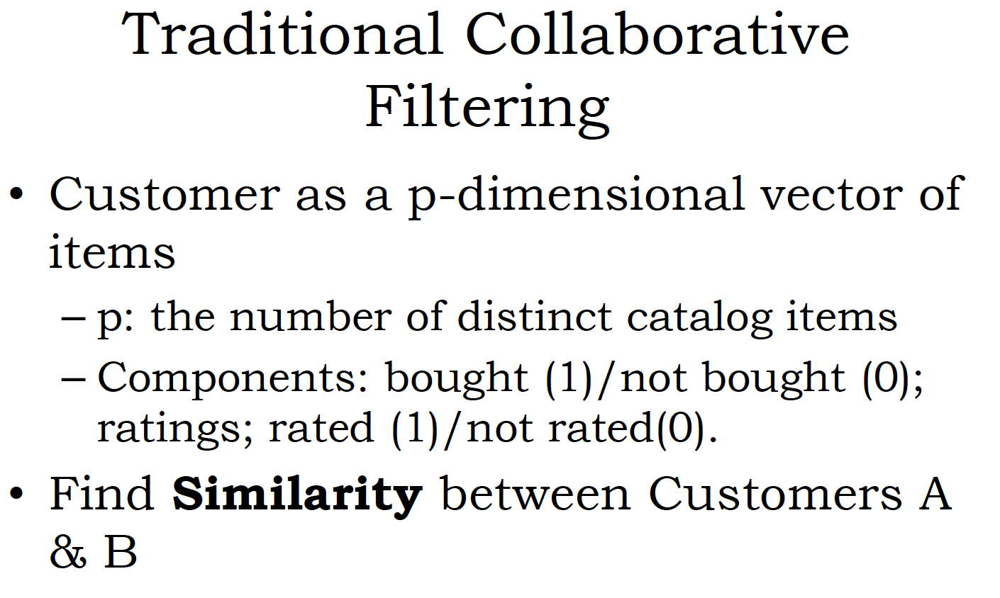 Traditional Collaborative
Filtering
• Customer as a p-dimensional vector of
items
– p: the number of distinct catalog items
– Components: bought (1)/not bought (0);
ratings; rated (1)/not rated(0).
• Find Similarity between Customers A
& B